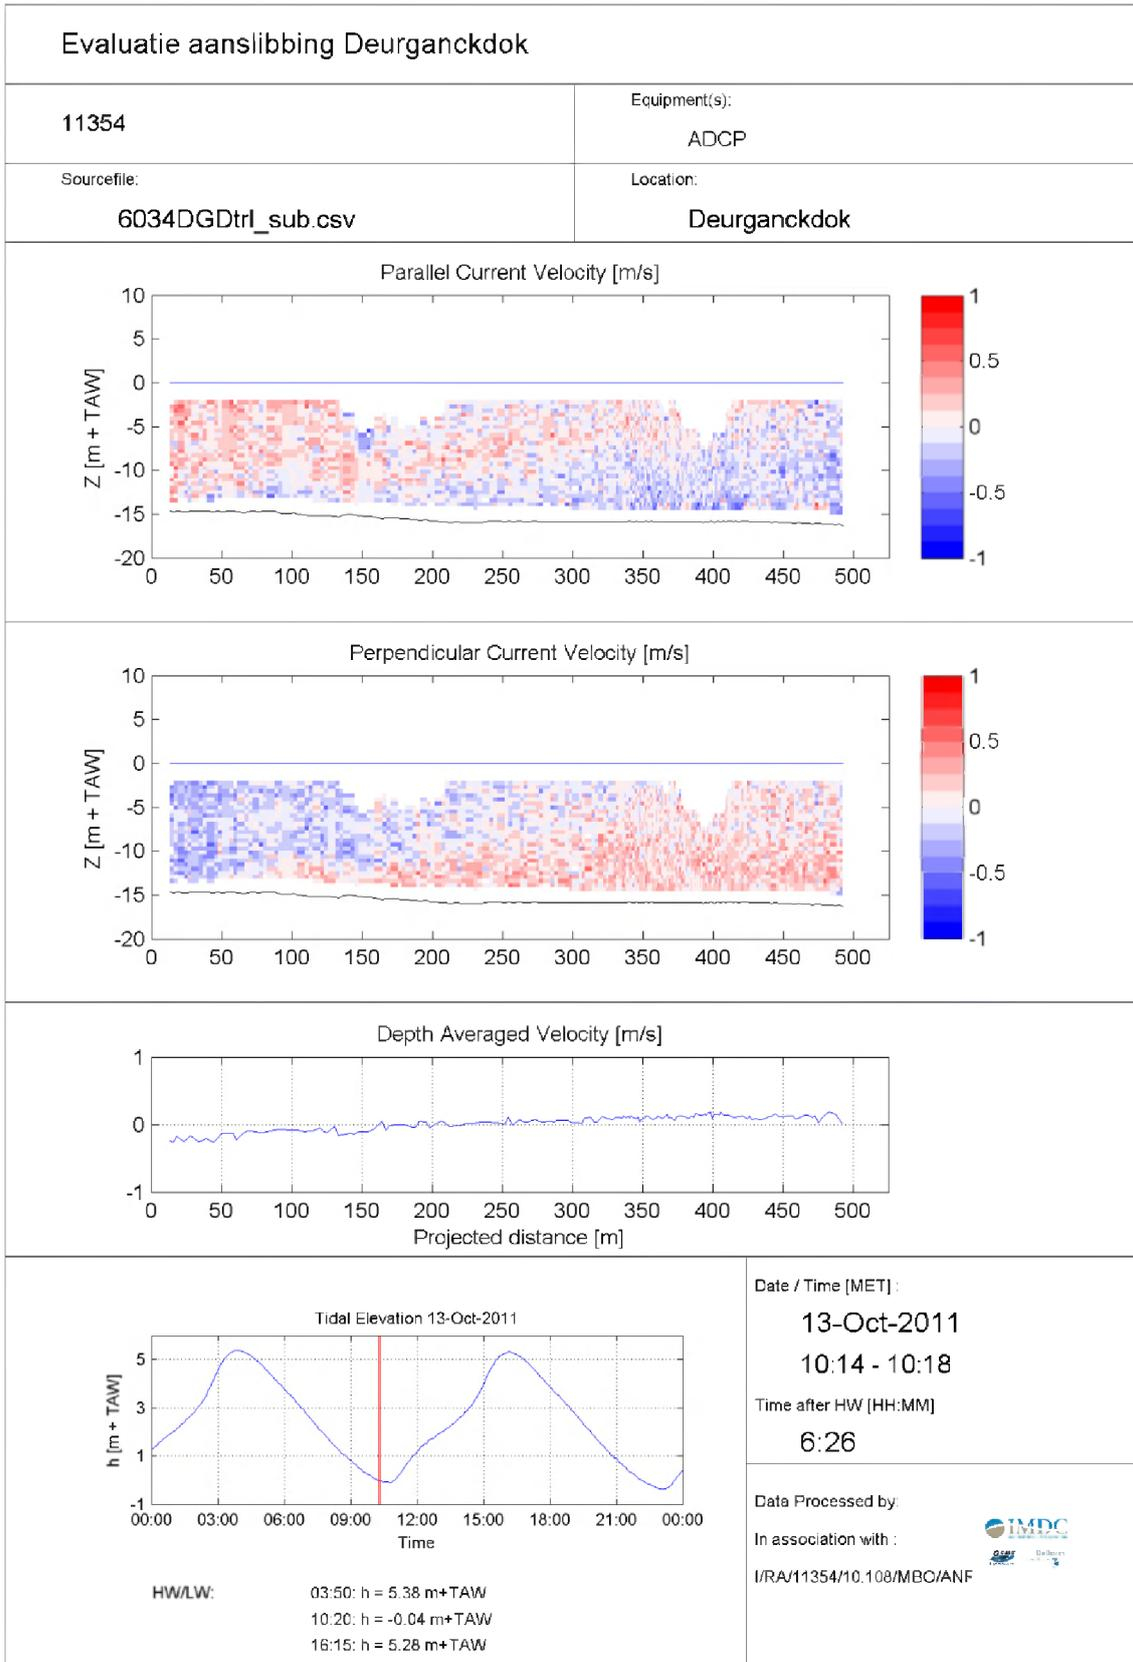 Evaluatie aanslibbing Deurganckdok
11354
Equipment(s):
ADCP
Sourcefile:
6034DGDtrl_sub.csv
Location:
Deurganckdok
Parallel Current Velocity [m/s]
10
5
0
-5
-10
-15
-20
Z [m + TAW]
0 50 100 150 200 250 300 350 400 450 500
1
0.5
0
-0.5
-1
Perpendicular Current Velocity [m/s]
10
5
0
-5
-10
-15
-20
Z [m + TAW]
0 50 100 150 200 250 300 350 400 450 500
1
0.5
0
-0.5
-1
Depth Averaged Velocity [m/s]
1
0
-1
0 50 100 150 200 250 300 350 400 450 500
Projected distance [m]
Tidal Elevation 13-Oct-2011
5
3
1
-1
h [m + TAW]
00:00 03:00 06:00 09:00 12:00 15:00 18:00 21:00 00:00
Time
HW/LW:
03:50: h = 5.38 m+TAW
10:20: h = -0.04 m+TAW
16:15: h = 5.28 m+TAW
Date / Time [MET] :
13-Oct-2011
10:14 - 10:18
Time after HW [HH:MM]
6:26
Data Processed by:
IMDC
In association with :
I/RA/11354/10.108/MBO/ANF